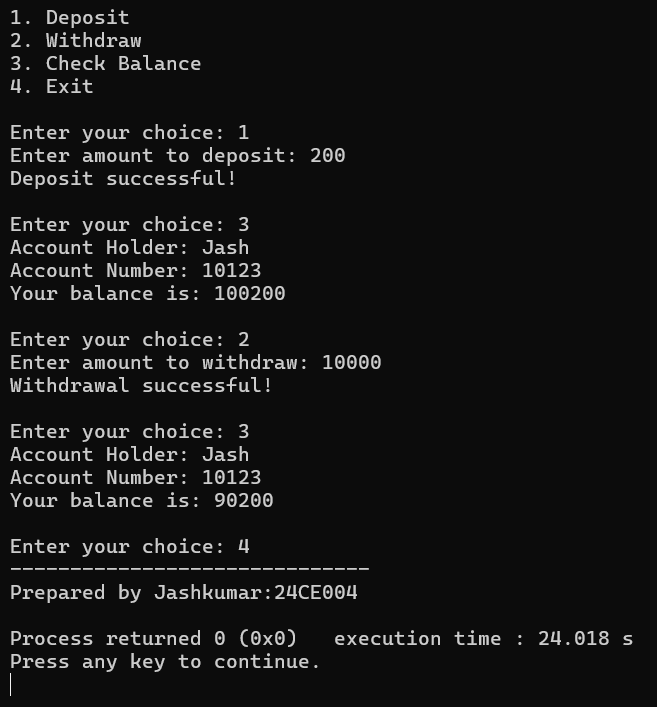 1. Deposit
2. Withdraw
3. Check Balance
4. Exit
Enter your choice: 1
Enter amount to deposit: 200
Deposit successful!
Enter your choice: 3
Account Holder: Jash
Account Number: 10123
Your balance is: 100200
Enter your choice: 2
Enter amount to withdraw: 10000
Withdrawal successful!
Enter your choice: 3
Account Holder: Jash
Account Number: 10123
Your balance is: 90200
Enter your choice: 4
------------------------------
Prepared by Jashkumar:24CE004
Process returned 0 (0x0)   execution time : 24.018 s
Press any key to continue.